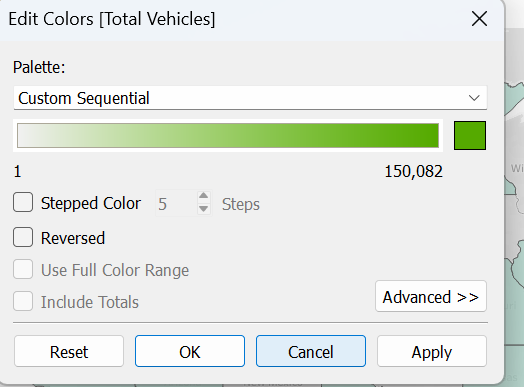 Edit Colors [Total Vehicles]
Palette:
Custom Sequential
1 150,082
Stepped Color 5 Steps
Reversed
Use Full Color Range
Include Totals
Advanced >>
Reset OK Cancel Apply